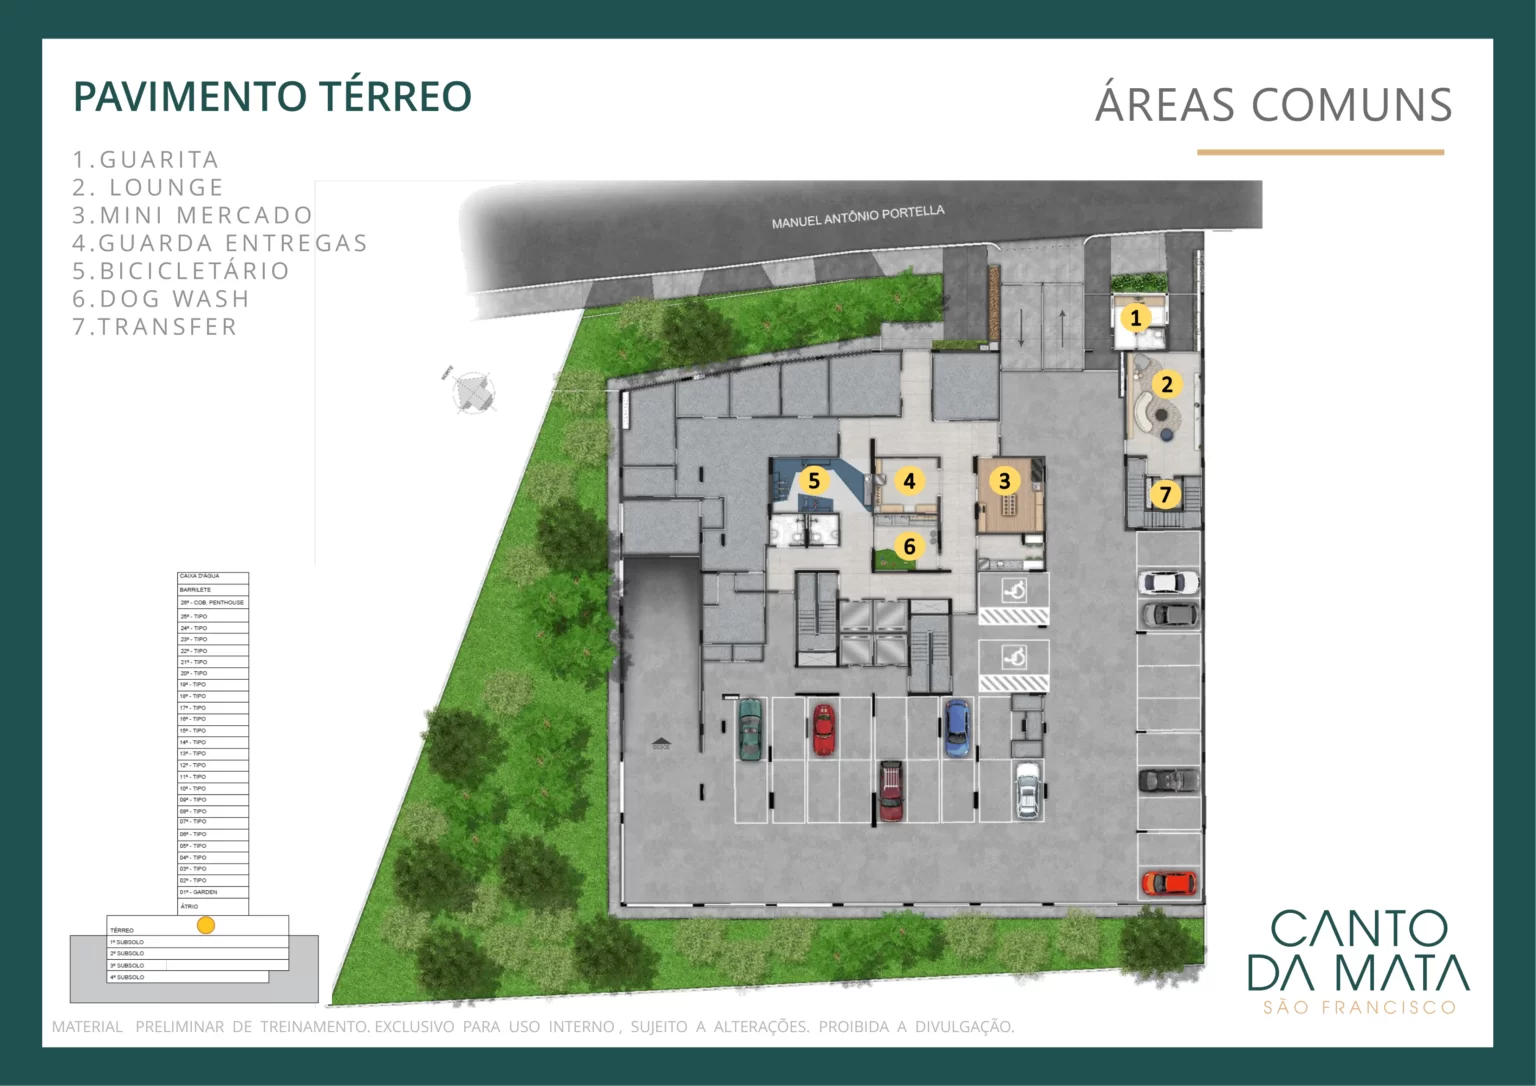 PAVIMENTO TÉRREO
ÁREAS COMUNS
1.GUARITA
2. LOUNGE
3.MINI MERCADO
4.GUARDA ENTREGAS
5.BICICLETÁRIO
6.DOG WASH
7.TRANSFER
MANUEL ANTÔNIO PORTELLA
NORTE
1
2
3
4
5
6
7
DESCE
CAIXA D'ÁGUA
BARRILETE
26º - COB. PENTHOUSE
25º - TIPO
24º - TIPO
23º - TIPO
22º - TIPO
21º - TIPO
20º - TIPO
19º - TIPO
18º - TIPO
17º - TIPO
16º - TIPO
15º - TIPO
14º - TIPO
13º - TIPO
12º - TIPO
11º - TIPO
10º - TIPO
09º - TIPO
08º - TIPO
07º - TIPO
06º - TIPO
05º - TIPO
04º - TIPO
03º - TIPO
02º - TIPO
01º - GARDEN
ÁTRIO
TÉRREO
1º SUBSOLO
2º SUBSOLO
3º SUBSOLO
4º SUBSOLO
CANTO
DA MATA
SÃO FRANCISCO
MATERIAL PRELIMINAR DE TREINAMENTO. EXCLUSIVO PARA USO INTERNO , SUJEITO A ALTERAÇÕES. PROIBIDA A DIVULGAÇÃO.